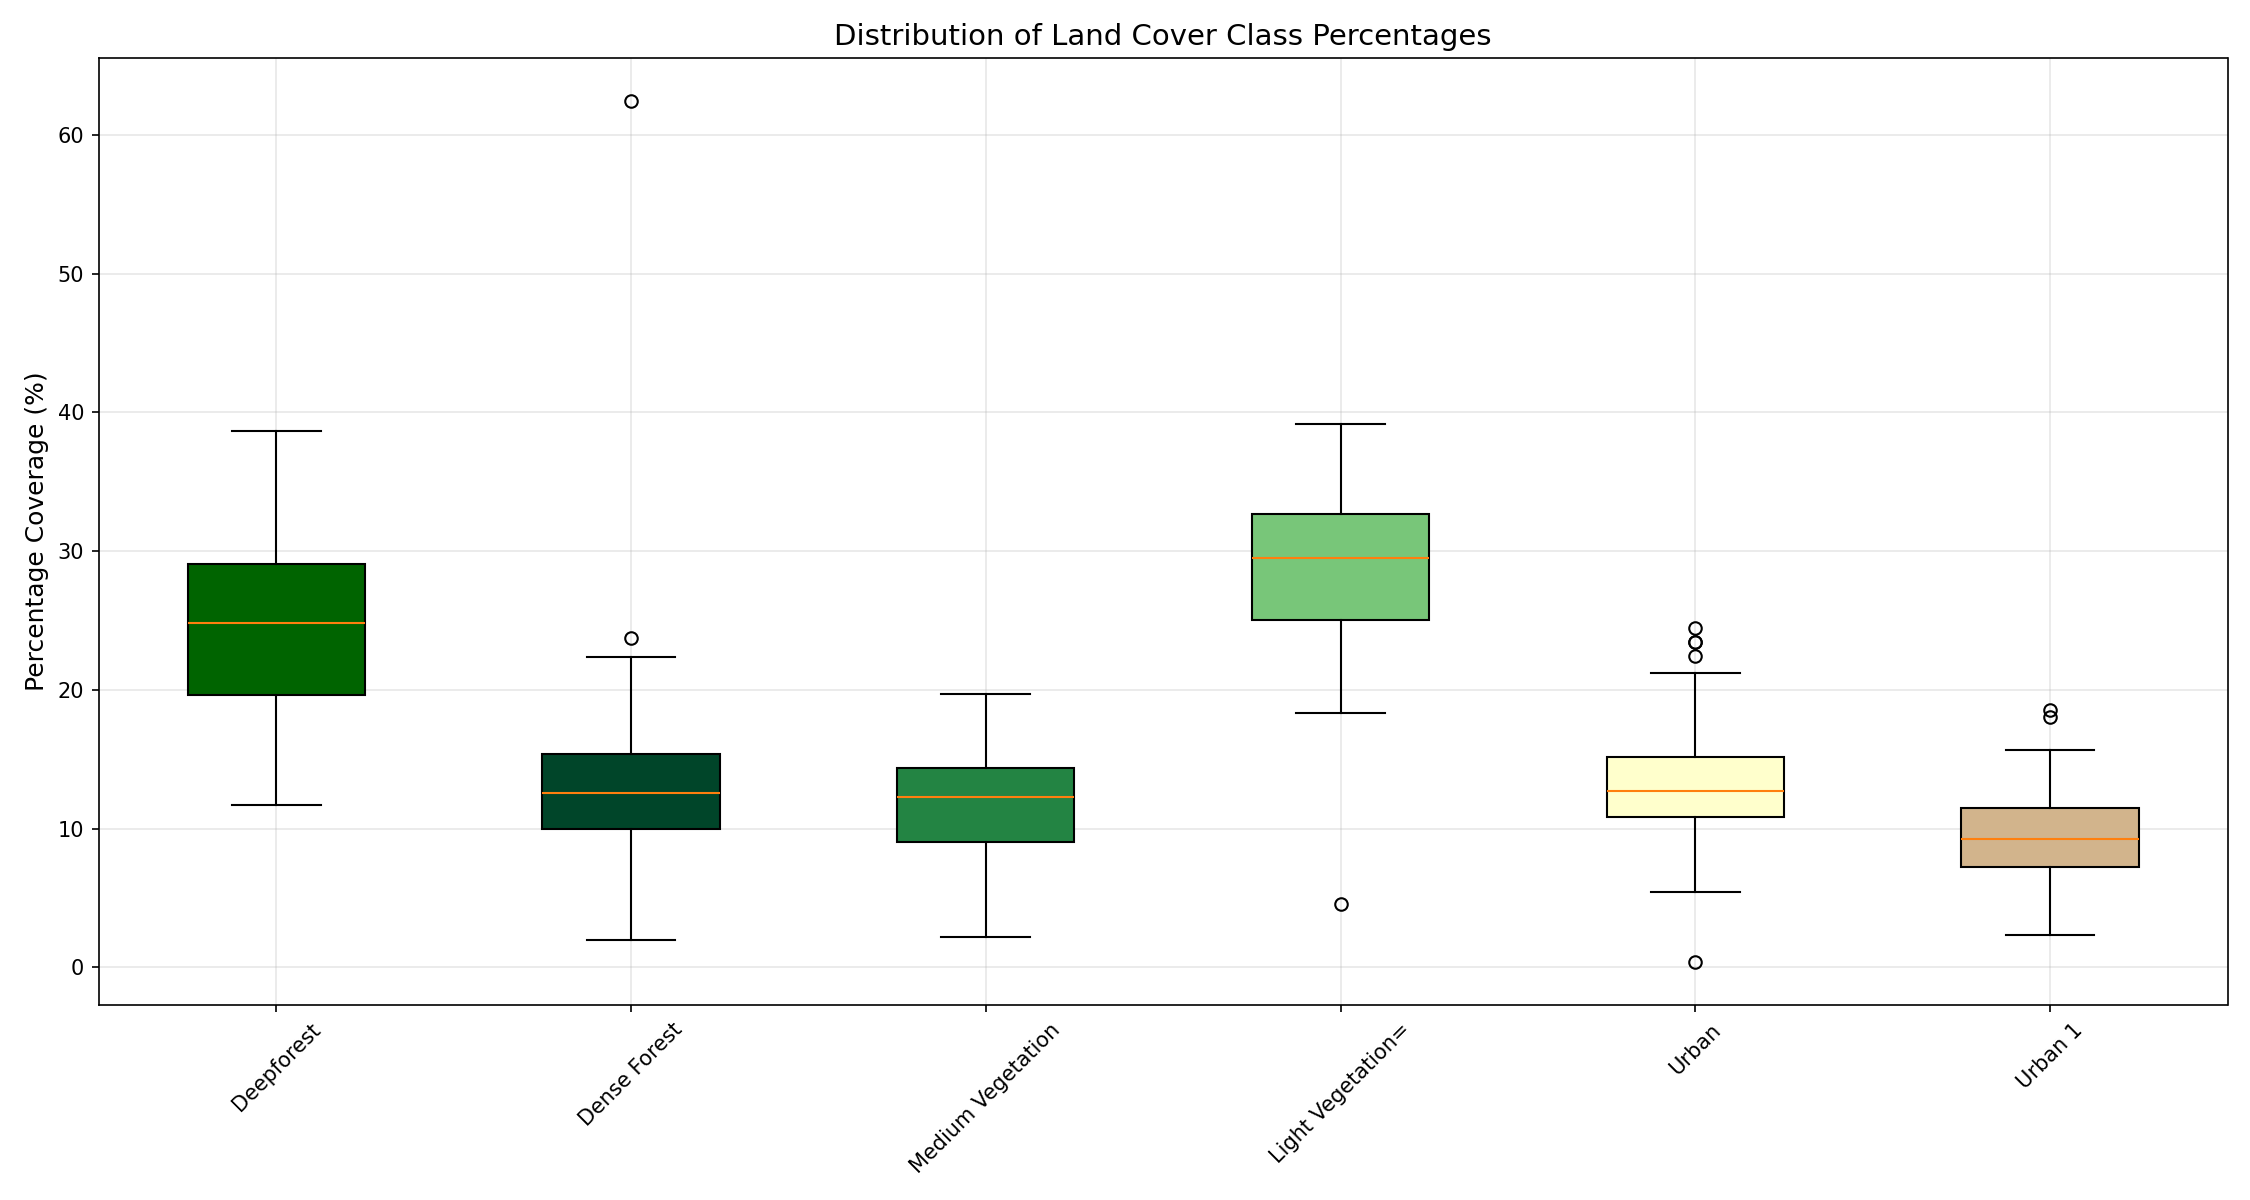 Distribution of Land Cover Class Percentages
Percentage Coverage (%)
60
50
40
30
20
10
0
Deepforest
Dense Forest
Medium Vegetation
Light Vegetation=
Urban
Urban 1